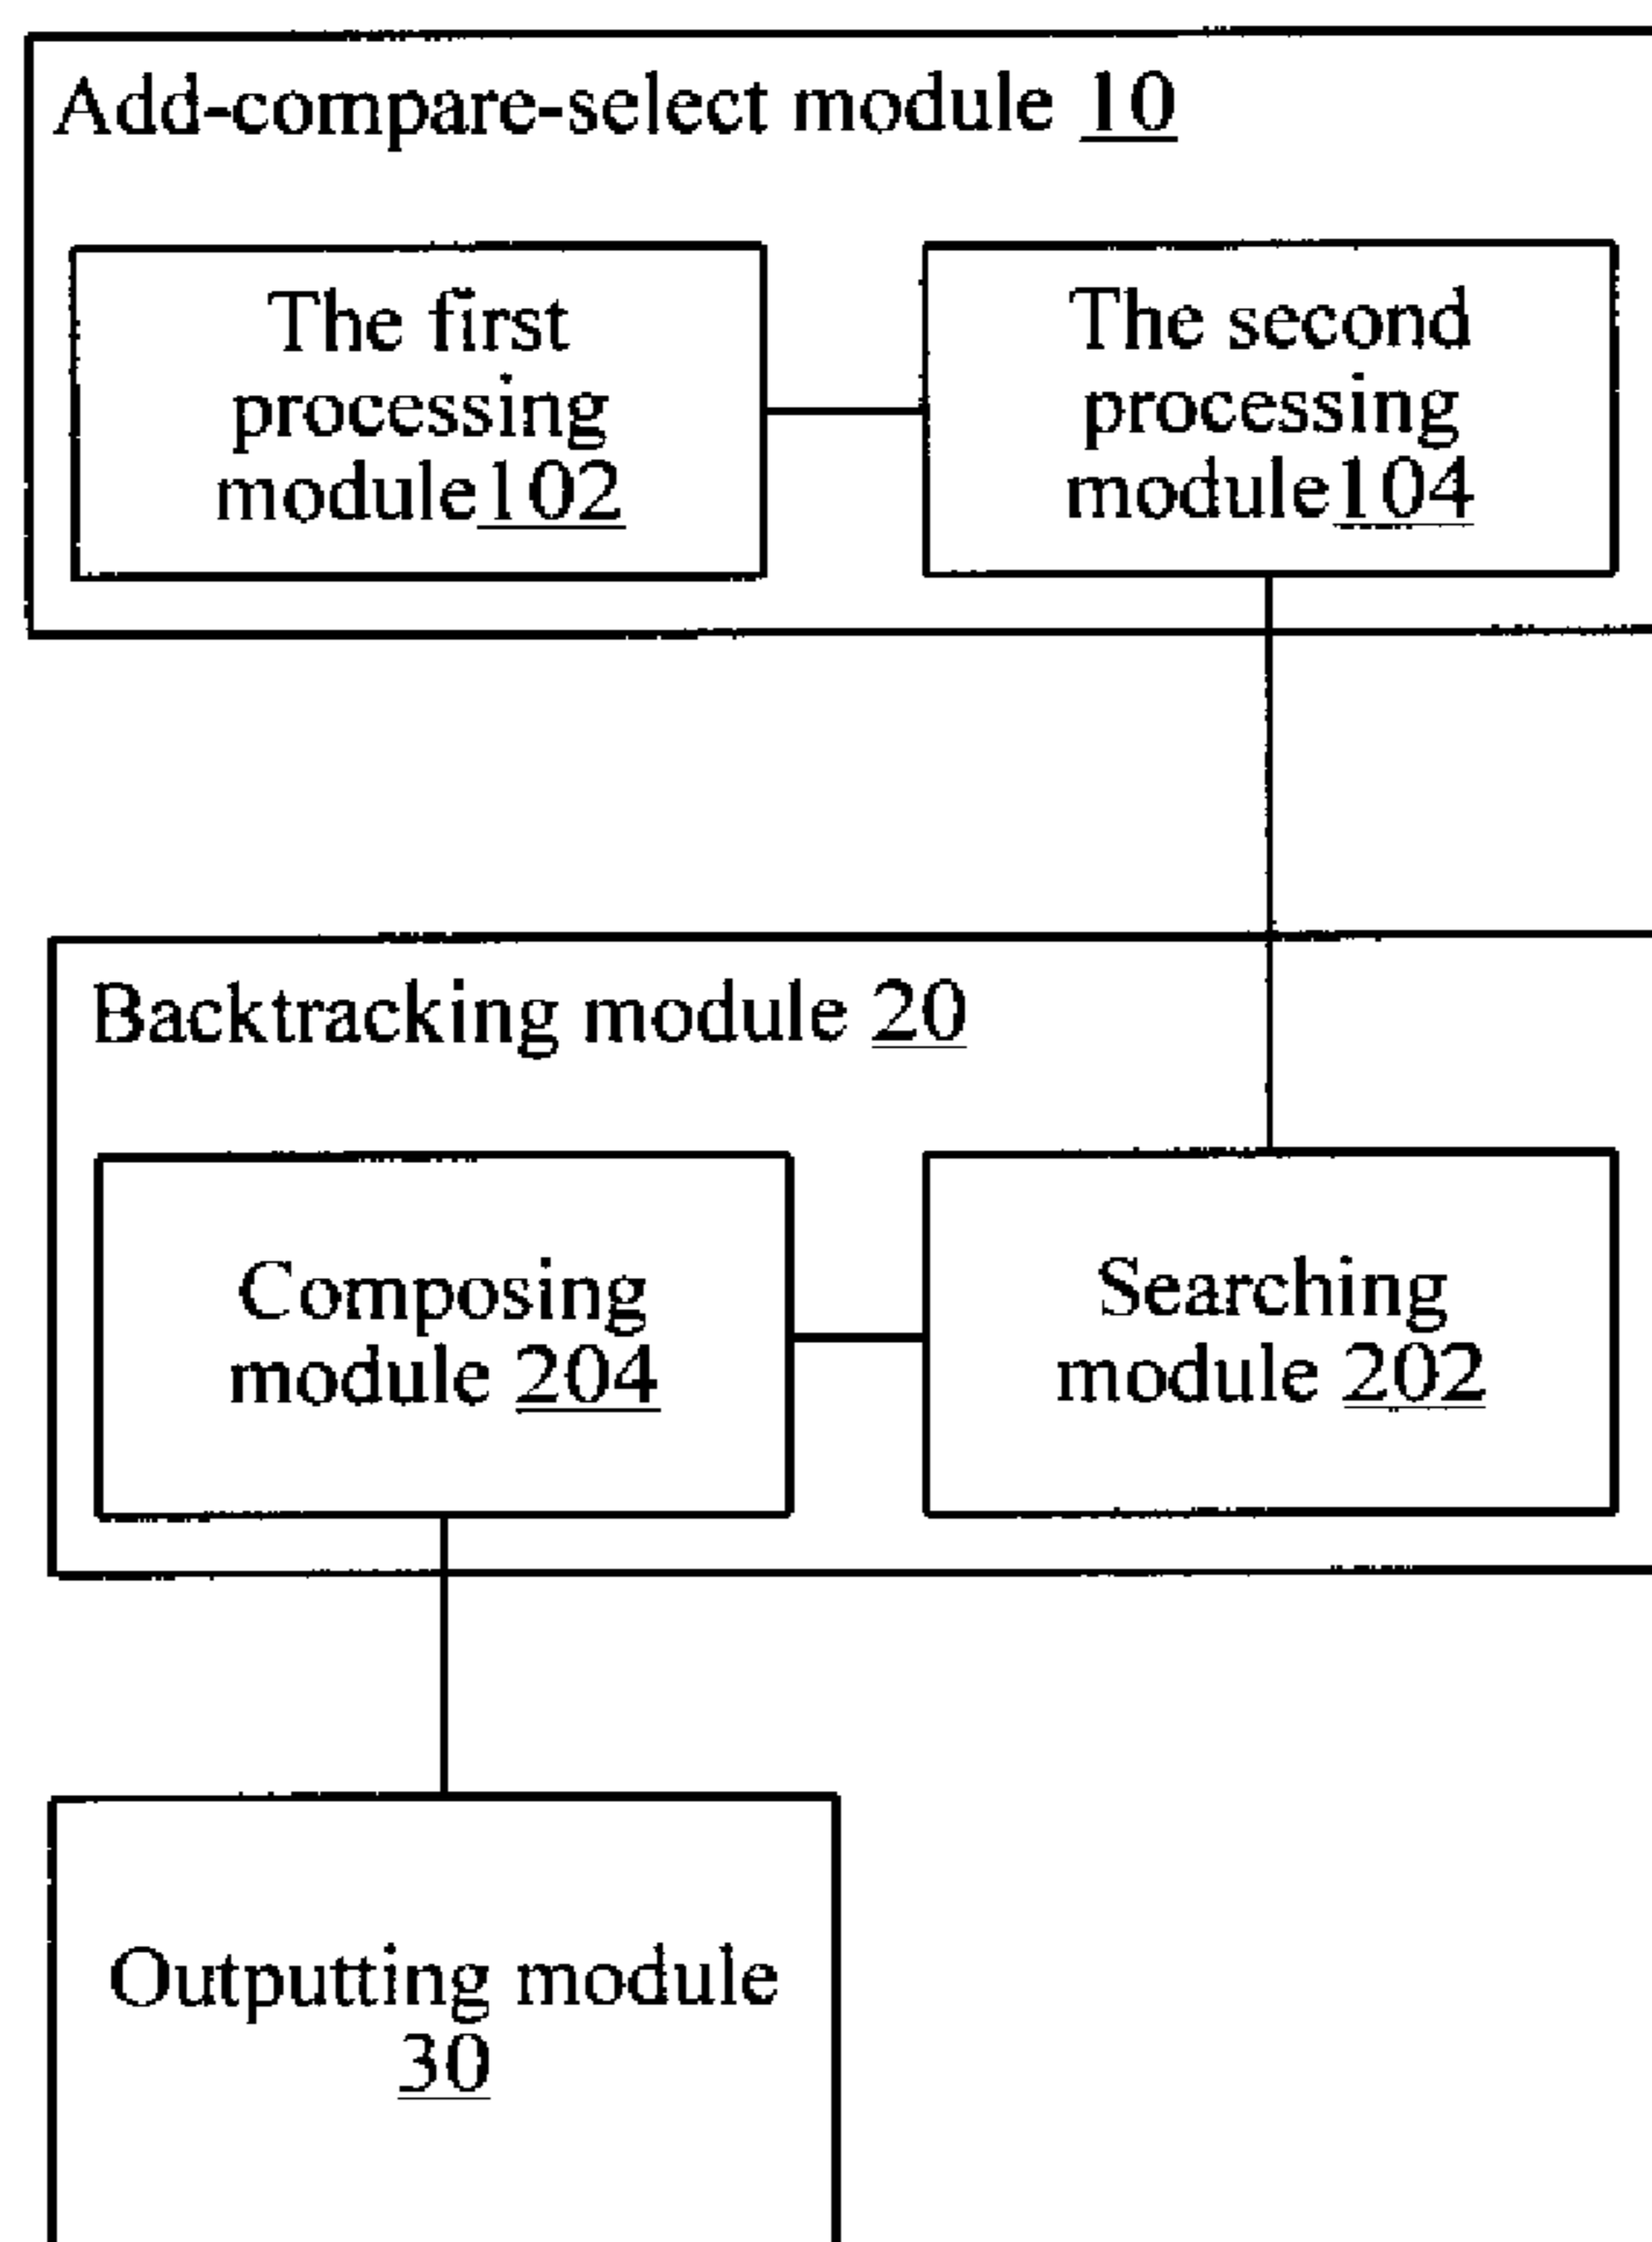 Add-compare-select module 10
The first
processing
module102
The second
processing
module104
Backtracking module 20
Composing
module 204
Searching
module 202
Outputting module
30